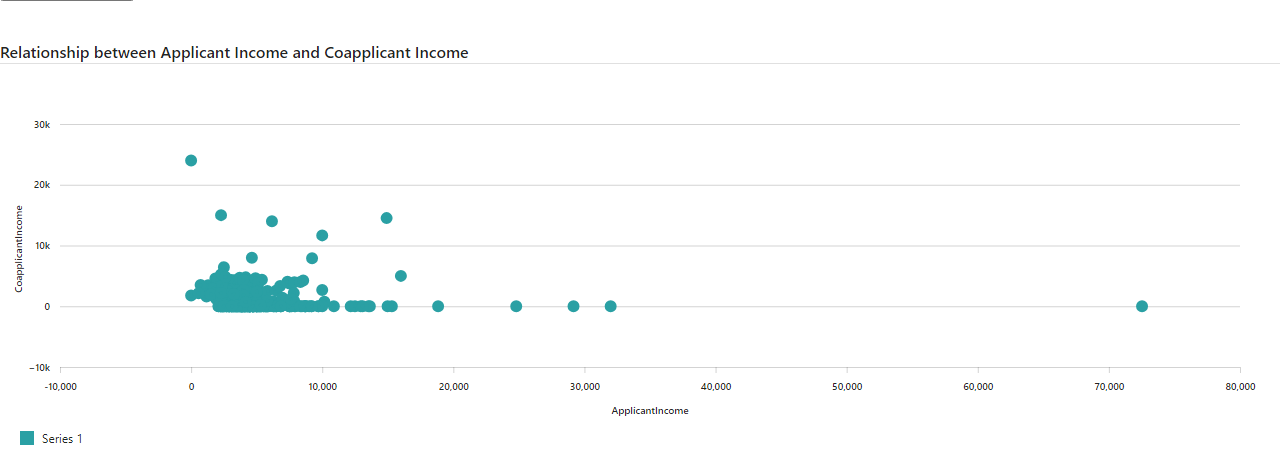 Relationship between Applicant Income and Coapplicant Income
30k
20k
10k
0
−10k
CoapplicantIncome
-10,000 0 10,000 20,000 30,000 40,000 50,000 60,000 70,000 80,000
ApplicantIncome
Series 1